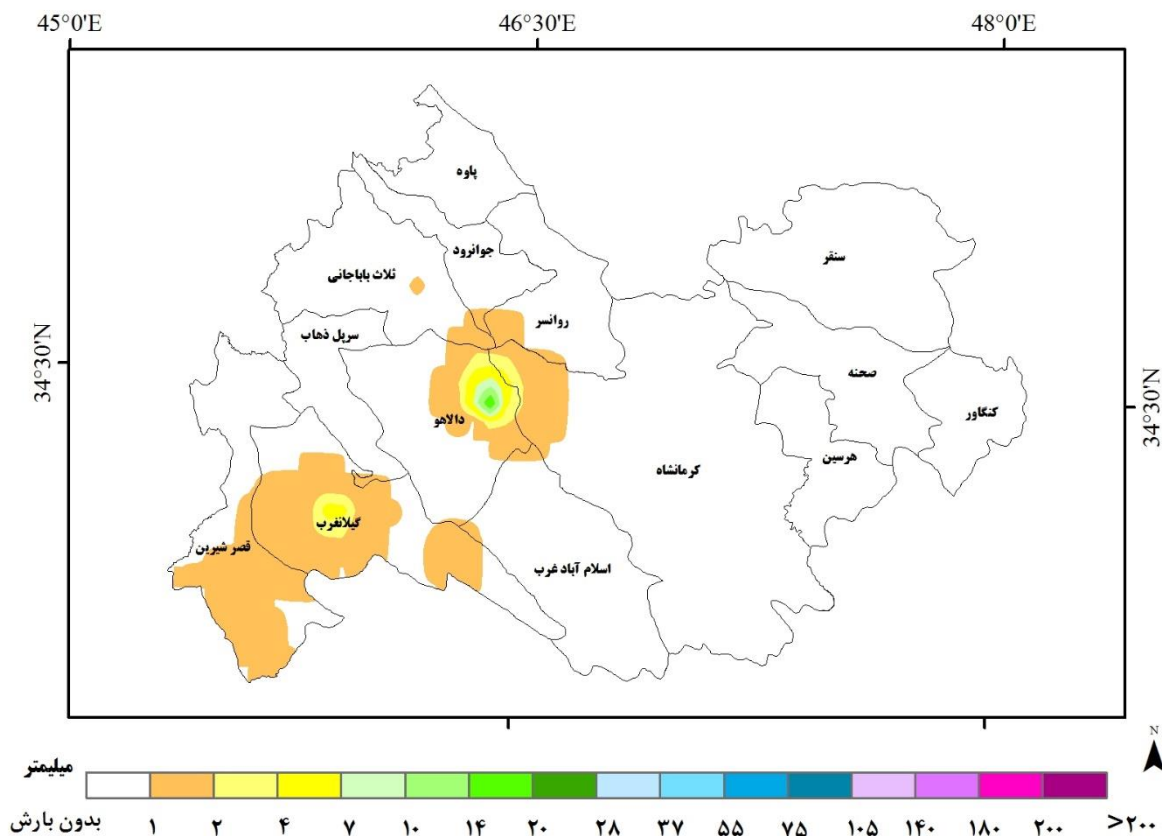 45°0'E 46°30'E 48°0'E
34°30'N
34°30'N
پاوه
جوانرود
ثلاث باباجانی
سنقر
روانسر
سرپل ذهاب
صحنه
کنگاور
دالاهو
هرسین
کرمانشاه
گیلانغرب
قصر شیرین
اسلام آباد غرب
N
میلیمتر
بدون بارش ۱ ۲ ۴ ۷ ۱۰ ۱۴ ۲۰ ۲۸ ۳۷ ۵۵ ۷۵ ۱۰۵ ۱۴۰ ۱۸۰ ۲۰۰ >۲۰۰